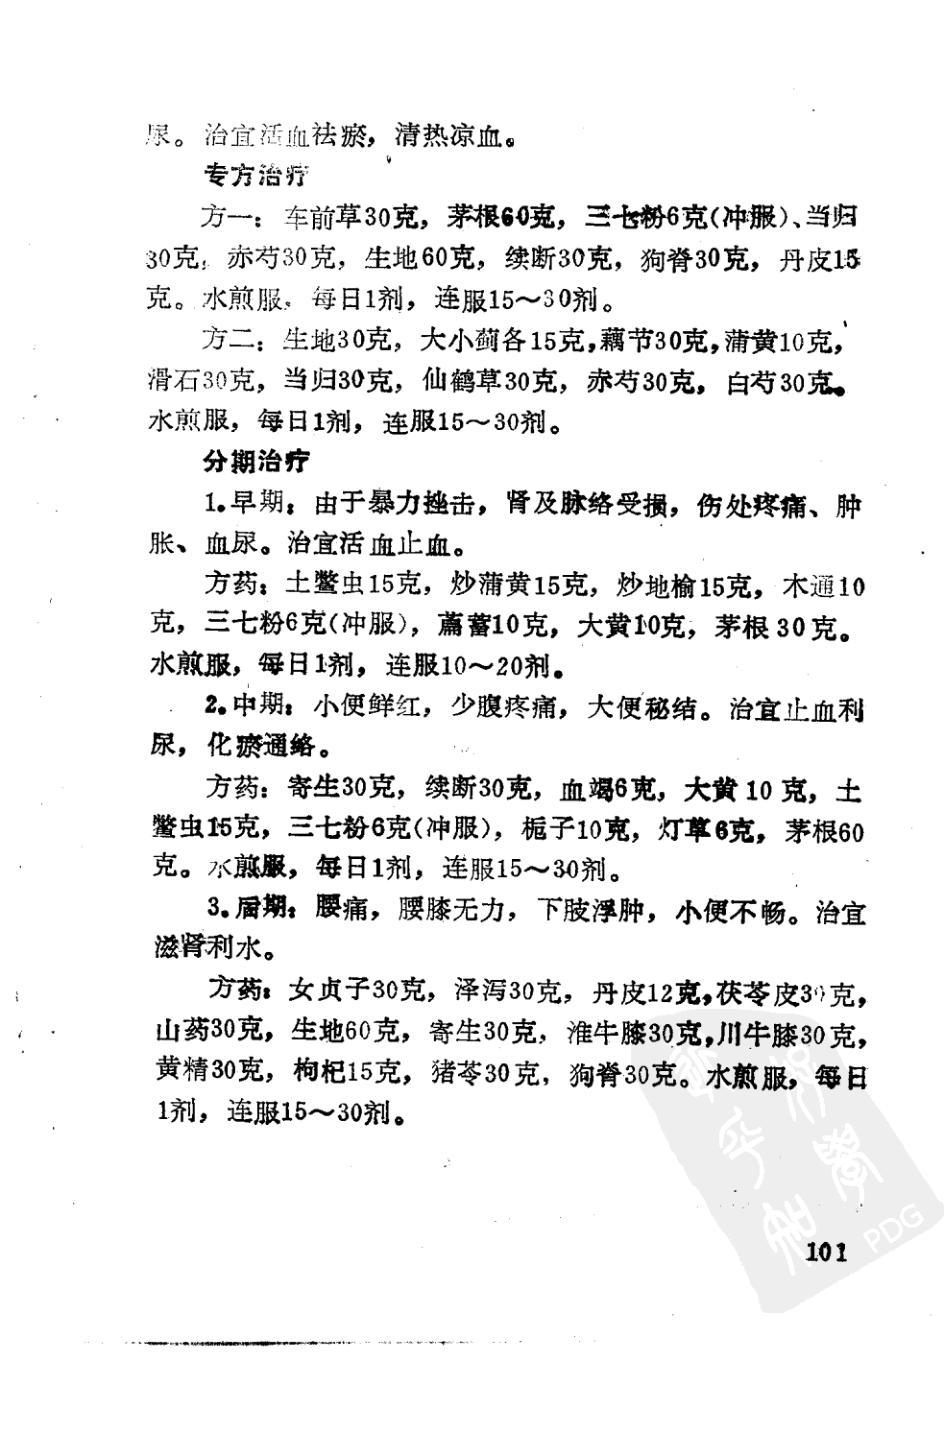 尿。治宜活血祛瘀，清热凉血。
专方治疗
方一：车前草30克，茅根60克，三七粉6克(冲服)、当归
30克，赤芍30克，生地60克，续断30克，狗脊30克，丹皮15
克。水煎服，每日1剂，连服15～30剂。
方二：生地30克，大小蓟各15克，藕节30克，蒲黄10克，
滑石30克，当归30克，仙鹤草30克，赤芍30克，白芍30克。
水煎服，每日1剂，连服15～30剂。
分期治疗
1.早期：由于暴力挫击，肾及脉络受损，伤处疼痛、肿
胀、血尿。治宜活血止血。
方药：土鳖虫15克，炒蒲黄15克，炒地榆15克，木通10
克，三七粉6克(冲服)，萹蓄10克，大黄10克，茅根30克。
水煎服，每日1剂，连服10～20剂。
2.中期：小便鲜红，少腹疼痛，大便秘结。治宜止血利
尿，化瘀通络。
方药：寄生30克，续断30克，血竭6克，大黄10克，土
鳖虫15克，三七粉6克(冲服)，栀子10克，灯草6克，茅根60
克。水煎服，每日1剂，连服15～30剂。
3.后期：腰痛，腰膝无力，下肢浮肿，小便不畅。治宜
滋肾利水。
方药：女贞子30克，泽泻30克，丹皮12克，茯苓皮30克，
山药30克，生地60克，寄生30克，淮牛膝30克，川牛膝30克，
黄精30克，枸杞15克，猪苓30克，狗脊30克。水煎服，每日
1剂，连服15～30剂。
101
PDG